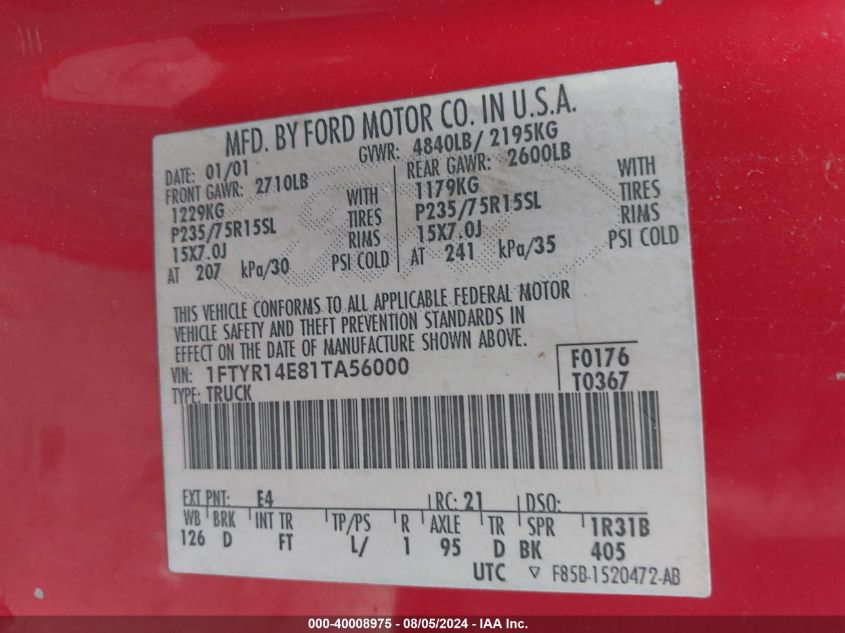 MFD. BY FORD MOTOR CO. IN U.S.A.
DATE: 01/01 GVWR: 4840LB/ 2195KG
FRONT GAWR: 2710LB REAR GAWR: 2600LB
1229KG WITH 1179KG WITH
P235/75R15SL TIRES P235/75R15SL TIRES
15X7.0J RIMS 15X7.0J RIMS
AT 207 kPa/30 PSI COLD AT 241 kPa/35 PSI COLD
THIS VEHICLE CONFORMS TO ALL APPLICABLE FEDERAL MOTOR
VEHICLE SAFETY AND THEFT PREVENTION STANDARDS IN
EFFECT ON THE DATE OF MANUFACTURE SHOWN ABOVE.
VIN: 1FTYR14E81TA56000 F0176
TYPE: TRUCK T0367
EXT PNT: E4 RC: 21 DSO:
WB BRK INT TR TP/PS R AXLE TR SPR 1R31B
126 D FT L/ 1 95 D BK 405
UTC ▽ F85B-1520472-AB
000-40008975 - 08/05/2024 - IAA Inc.